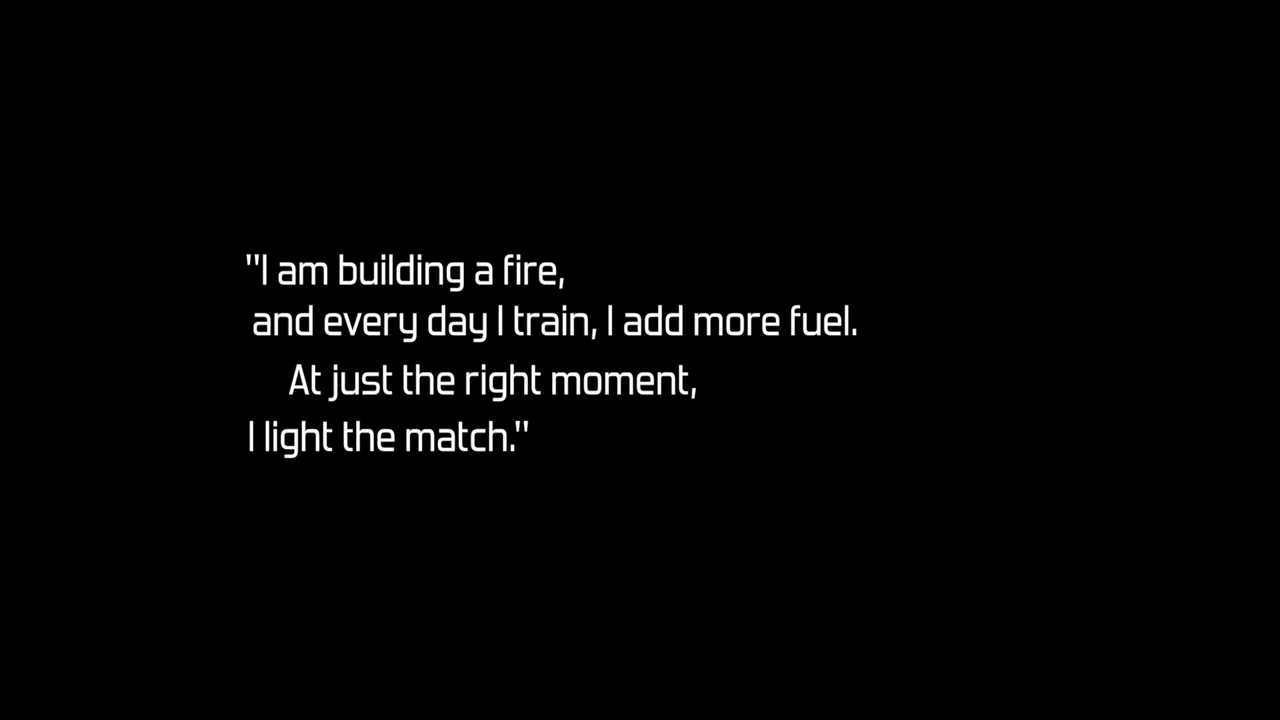 "I am building a fire,
and every day I train, I add more fuel.
At just the right moment,
I light the match."